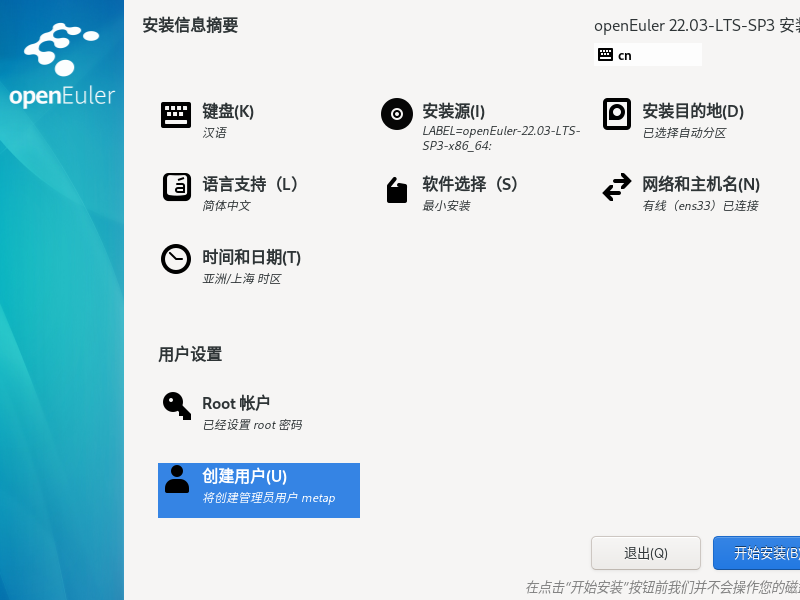 openEuler
安装信息摘要
openEuler 22.03-LTS-SP3 安
cn
键盘(K)
汉语
安装源(I)
LABEL=openEuler-22.03-LTS-
SP3-x86_64:
安装目的地(D)
已选择自动分区
语言支持（L）
简体中文
软件选择（S）
最小安装
网络和主机名(N)
有线（ens33）已连接
时间和日期(T)
亚洲/上海 时区
用户设置
Root 帐户
已经设置 root 密码
创建用户(U)
将创建管理员用户 metap
退出(Q)
开始安装(B)
在点击“开始安装”按钮前我们并不会操作您的磁